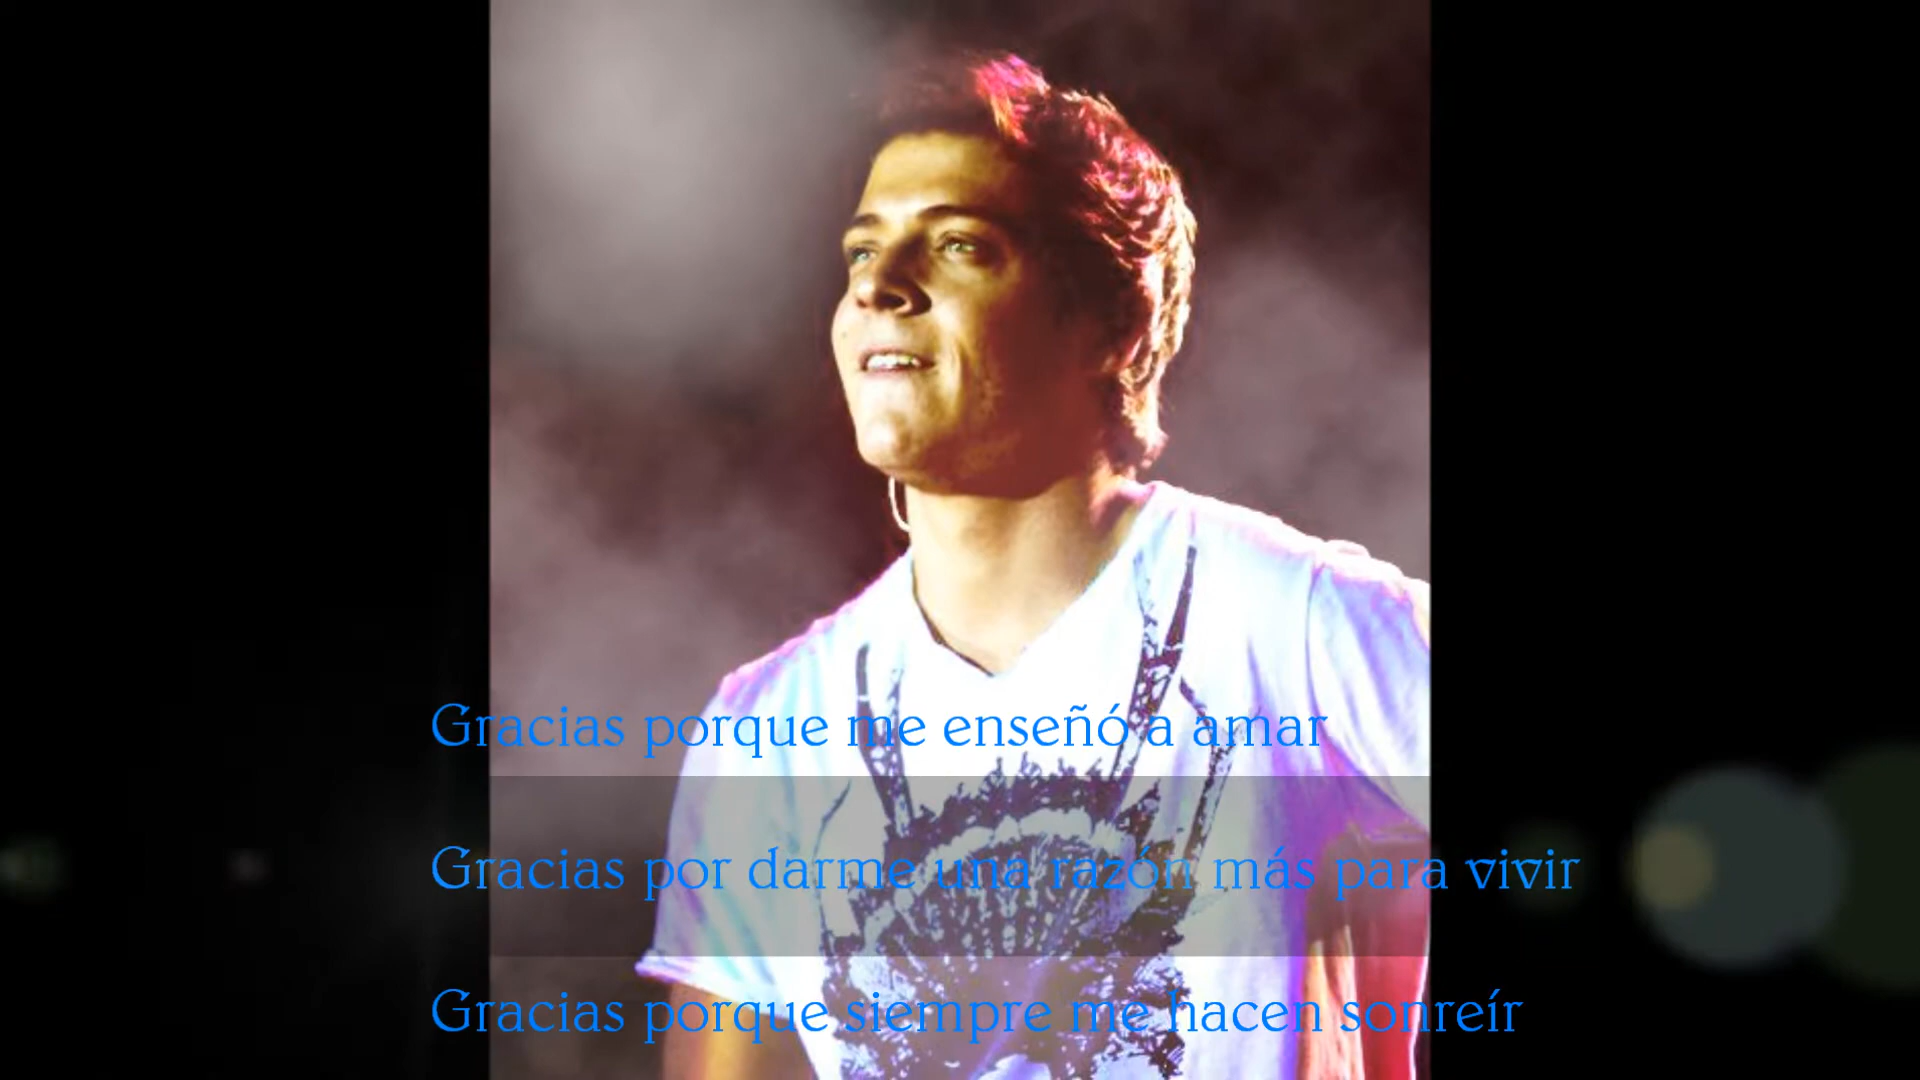 Gracias porque me enseñó a amar
Gracias por darme una razón más para vivir
Gracias porque siempre me hacen sonreír